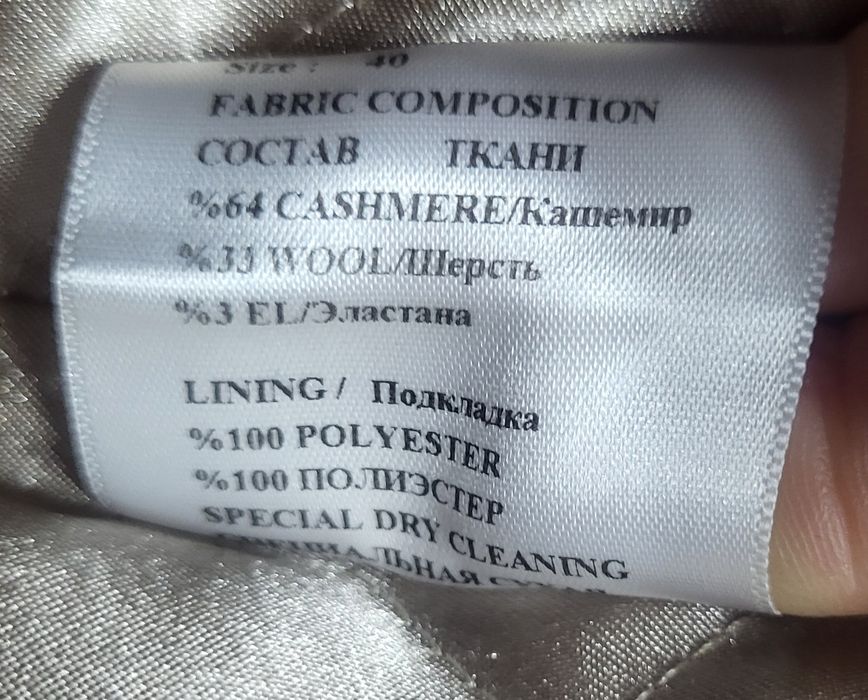 Size : 40
FABRIC COMPOSITION
СОСТАВ ТКАНИ
%64 CASHMERE/Кашемир
%33 WOOL/Шерсть
%3 EL/Эластана
LINING / Подкладка
%100 POLYESTER
%100 ПОЛИЭСТЕР
SPECIAL DRY CLEANING
СПЕЦИАЛЬНАЯ